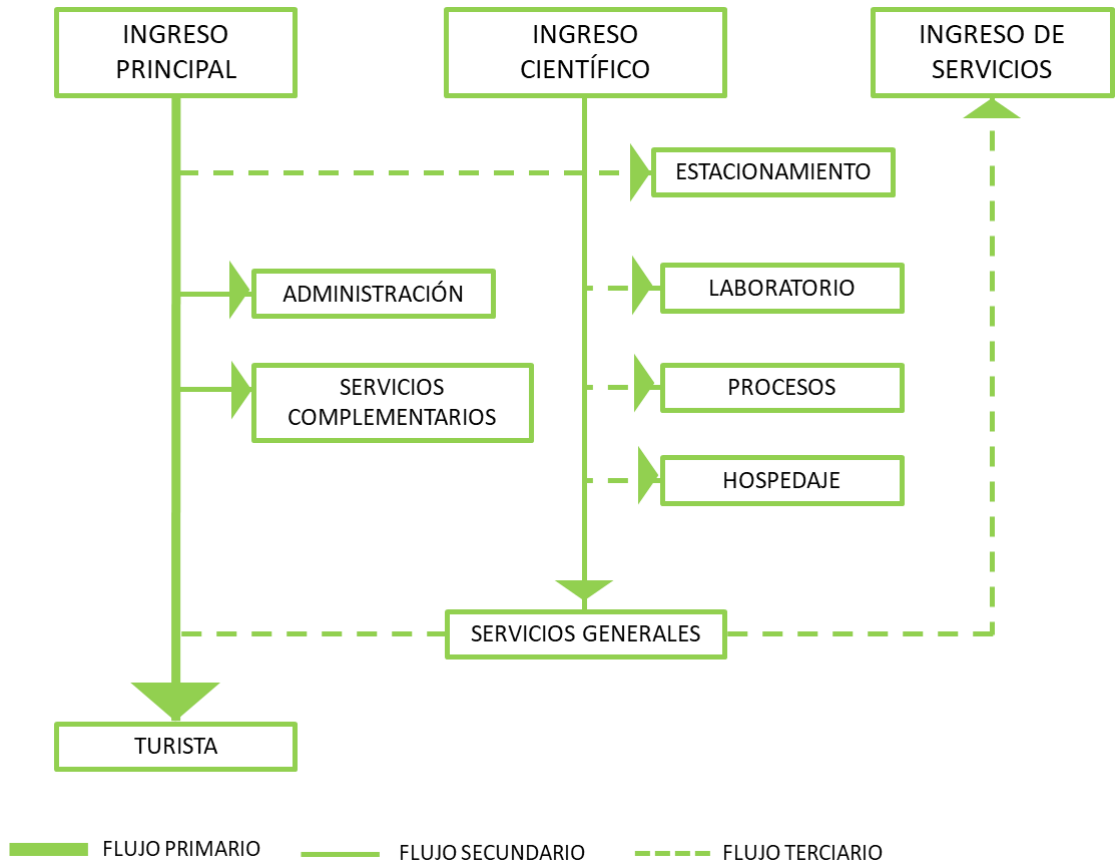 INGRESO
PRINCIPAL
INGRESO
CIENTÍFICO
INGRESO DE
SERVICIOS
ESTACIONAMIENTO
ADMINISTRACIÓN
LABORATORIO
SERVICIOS
COMPLEMENTARIOS
PROCESOS
HOSPEDAJE
SERVICIOS GENERALES
TURISTA
FLUJO PRIMARIO
FLUJO SECUNDARIO
FLUJO TERCIARIO